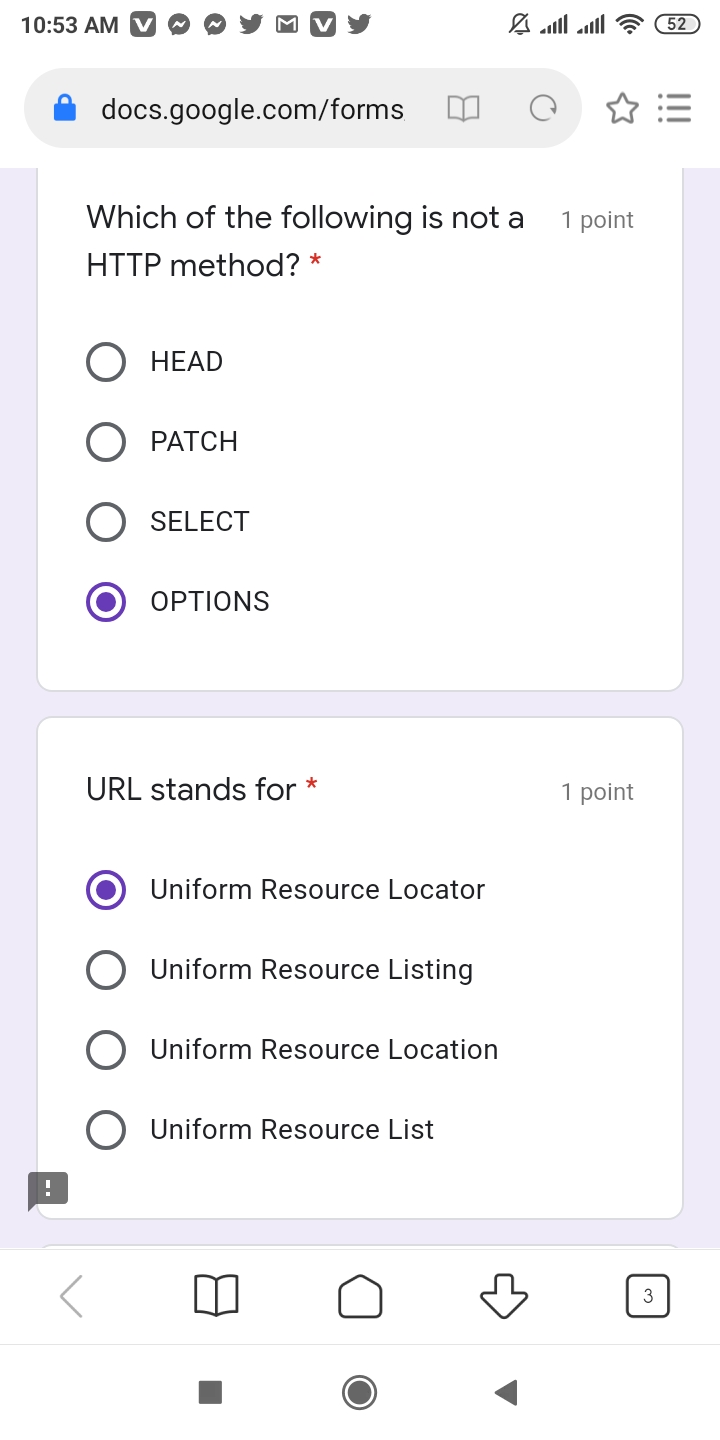 10:53 AM
52
docs.google.com/forms
Which of the following is not a
1 point
HTTP method? *
HEAD
PATCH
SELECT
OPTIONS
URL stands for *
1 point
Uniform Resource Locator
Uniform Resource Listing
Uniform Resource Location
Uniform Resource List
3